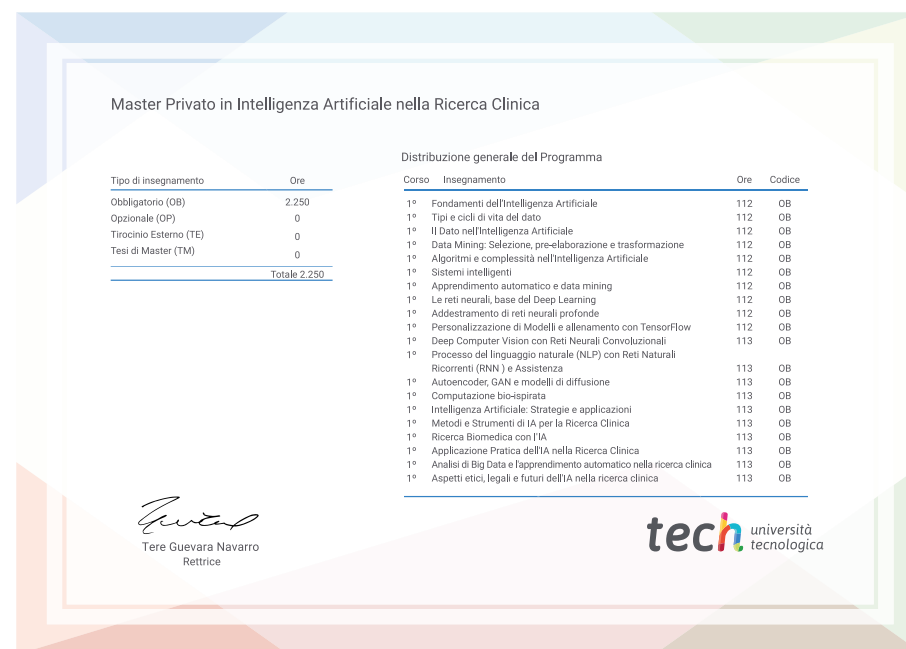 Master Privato in Intelligenza Artificiale nella Ricerca Clinica
Tipo di insegnamento Ore
Obbligatorio (OB) 2.250
Opzionale (OP) 0
Tirocinio Esterno (TE) 0
Tesi di Master (TM) 0
Totale 2.250
Distribuzione generale del Programma
Corso Insegnamento Ore Codice
1º Fondamenti dell'Intelligenza Artificiale 112 OB
1º Tipi e cicli di vita del dato 112 OB
1º Il Dato nell'Intelligenza Artificiale 112 OB
1º Data Mining: Selezione, pre-elaborazione e trasformazione 112 OB
1º Algoritmi e complessità nell'Intelligenza Artificiale 112 OB
1º Sistemi intelligenti 112 OB
1º Apprendimento automatico e data mining 112 OB
1º Le reti neurali, base del Deep Learning 112 OB
1º Addestramento di reti neurali profonde 112 OB
1º Personalizzazione di Modelli e allenamento con TensorFlow 112 OB
1º Deep Computer Vision con Reti Neurali Convoluzionali 113 OB
1º Processo del linguaggio naturale (NLP) con Reti Naturali
Ricorrenti (RNN ) e Assistenza 113 OB
1º Autoencoder, GAN e modelli di diffusione 113 OB
1º Computazione bio-ispirata 113 OB
1º Intelligenza Artificiale: Strategie e applicazioni 113 OB
1º Metodi e Strumenti di IA per la Ricerca Clinica 113 OB
1º Ricerca Biomedica con l'IA 113 OB
1º Applicazione Pratica dell'IA nella Ricerca Clinica 113 OB
1º Analisi di Big Data e l'apprendimento automatico nella ricerca clinica 113 OB
1º Aspetti etici, legali e futuri dell'IA nella ricerca clinica 113 OB
Tere Guevara Navarro
Rettrice
tech università
tecnologica